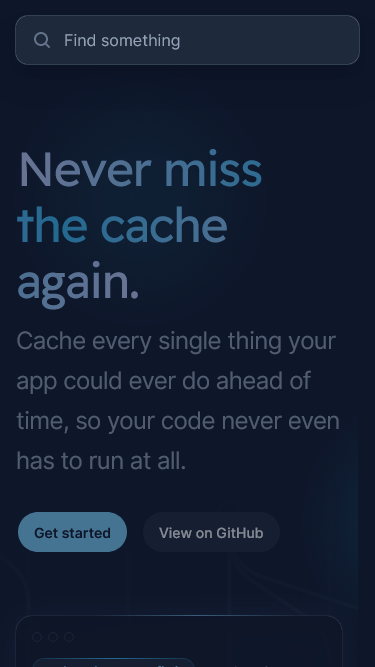 Find something
Never miss
the cache
again.
Cache every single thing your
app could ever do ahead of
time, so your code never even
has to run at all.
Get started
View on GitHub